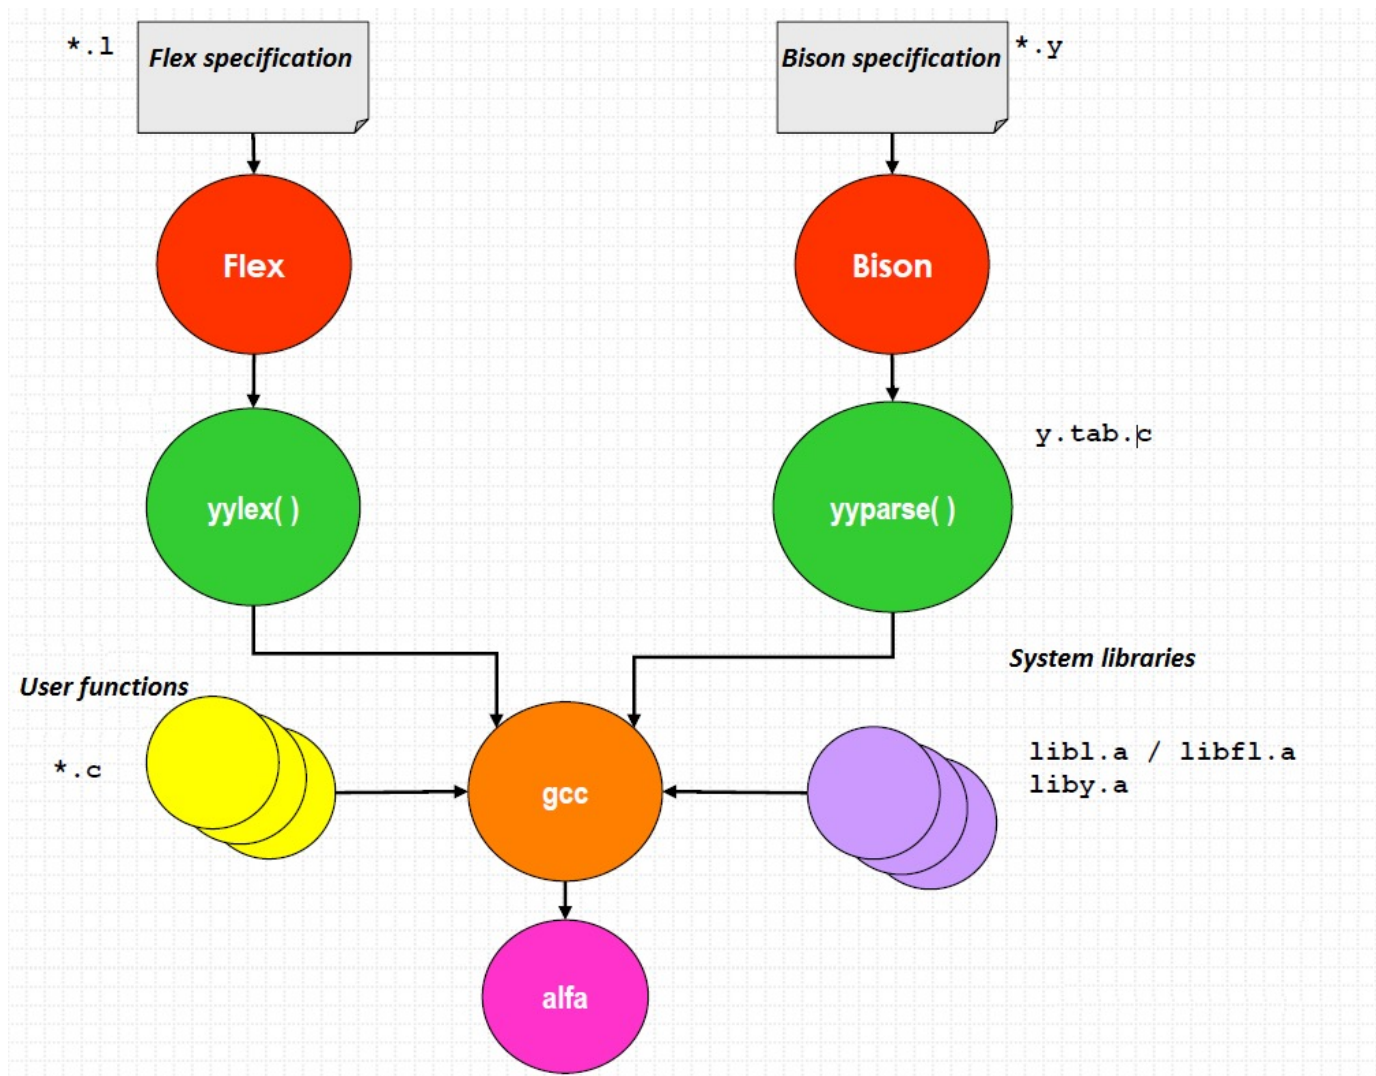 *.l
Flex specification
Bison specification
*.y
Flex
Bison
y.tab.c
yylex( )
yyparse( )
System libraries
User functions
libl.a / libfl.a
*.c
liby.a
gcc
alfa